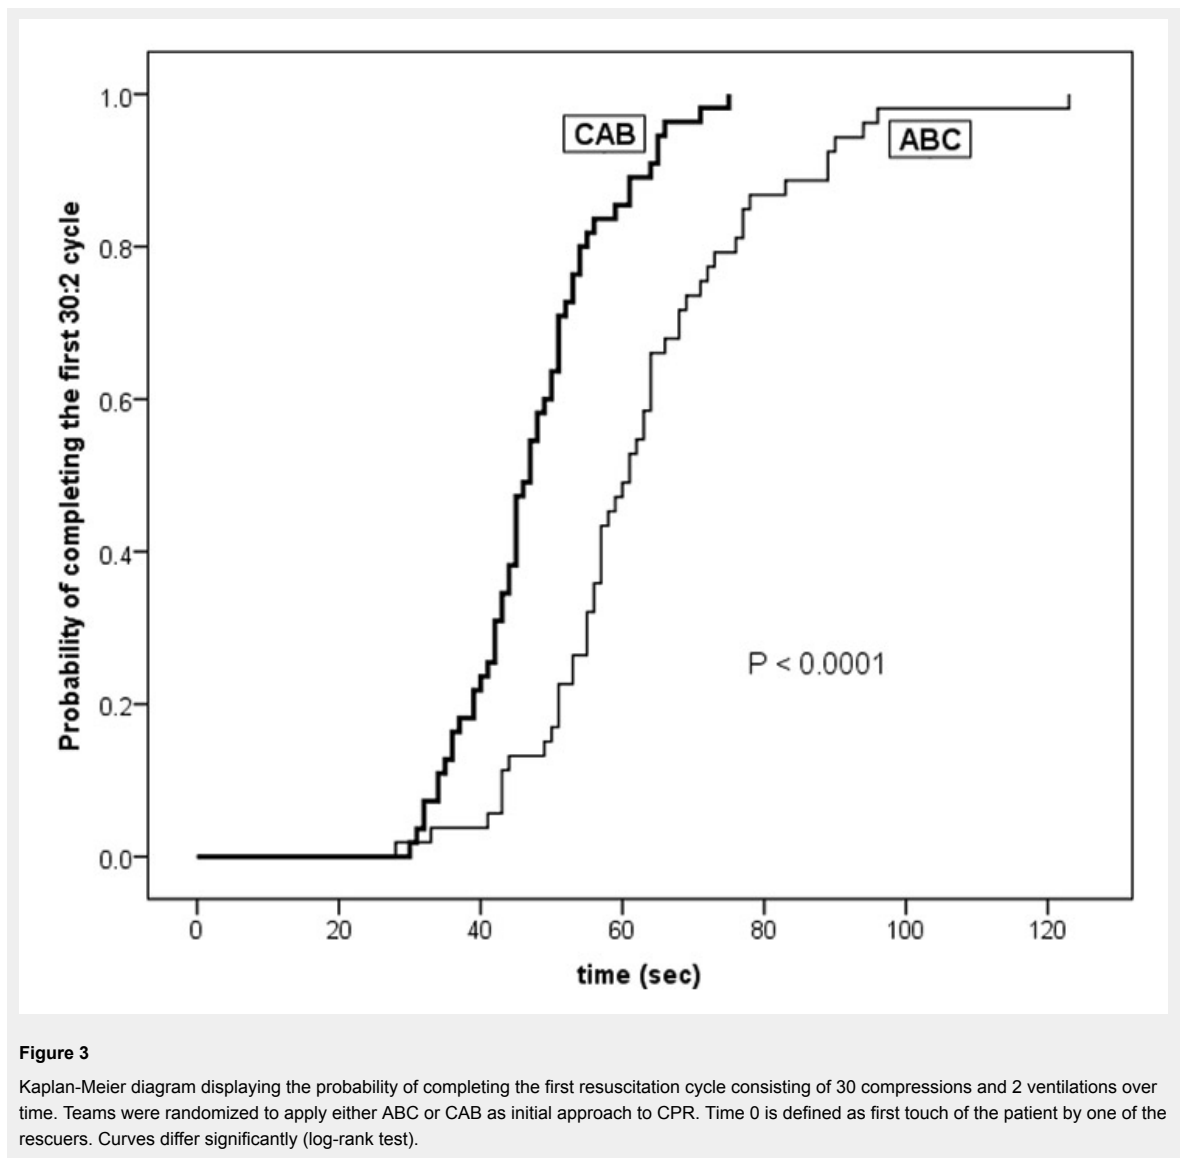 1.0
CAB
ABC
0.8
0.6
0.4
P < 0.0001
0.2
0.0
Probability of completing the first 30:2 cycle
0 20 40 60 80 100 120
time (sec)
Figure 3
Kaplan-Meier diagram displaying the probability of completing the first resuscitation cycle consisting of 30 compressions and 2 ventilations over
time. Teams were randomized to apply either ABC or CAB as initial approach to CPR. Time 0 is defined as first touch of the patient by one of the
rescuers. Curves differ significantly (log-rank test).